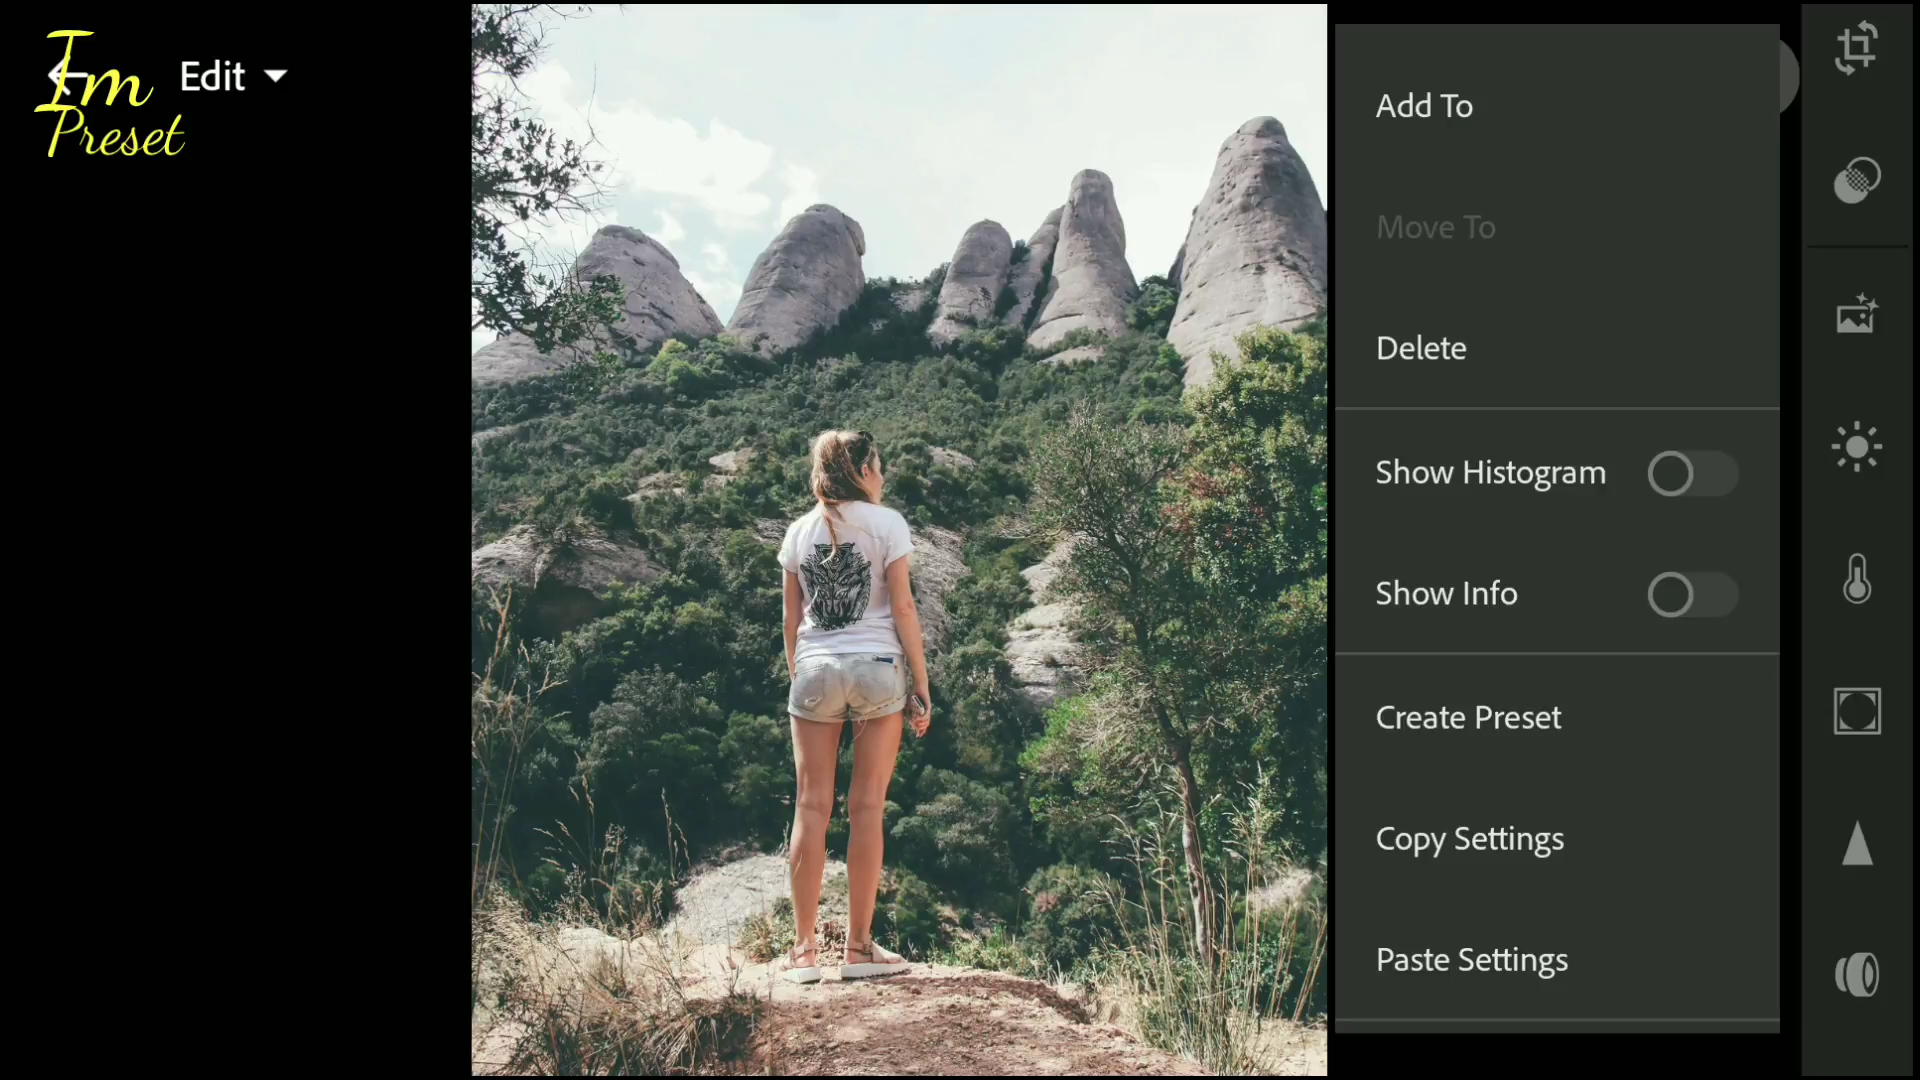 Im
Preset
Edit
Add To
Move To
Delete
Show Histogram
Show Info
Create Preset
Copy Settings
Paste Settings